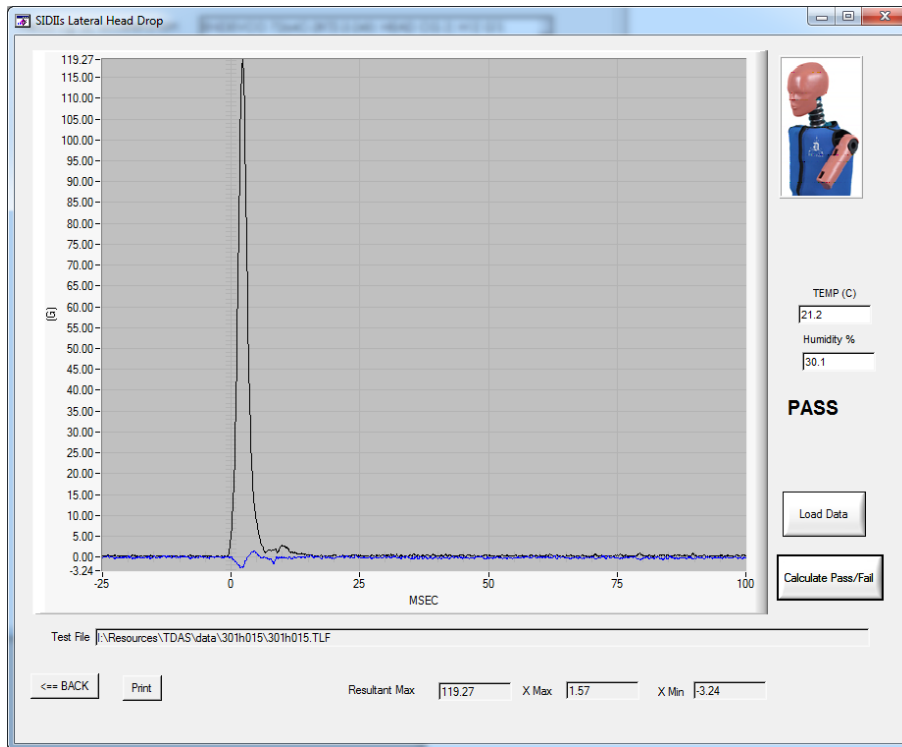 SIDIIs Lateral Head Drop
119.27
115.00
110.00
105.00
100.00
95.00
90.00
85.00
80.00
75.00
70.00
65.00
60.00
55.00
50.00
45.00
40.00
35.00
30.00
25.00
20.00
15.00
10.00
5.00
0.00
-3.24
(G)
-25 0 25 50 75 100
MSEC
TEMP (C)
21.2
Humidity %
30.1
PASS
Load Data
Calculate Pass/Fail
Test File I:\Resources\TDAS\data\301h015\301h015.TLF
<== BACK Print Resultant Max 119.27 X Max 1.57 X Min -3.24